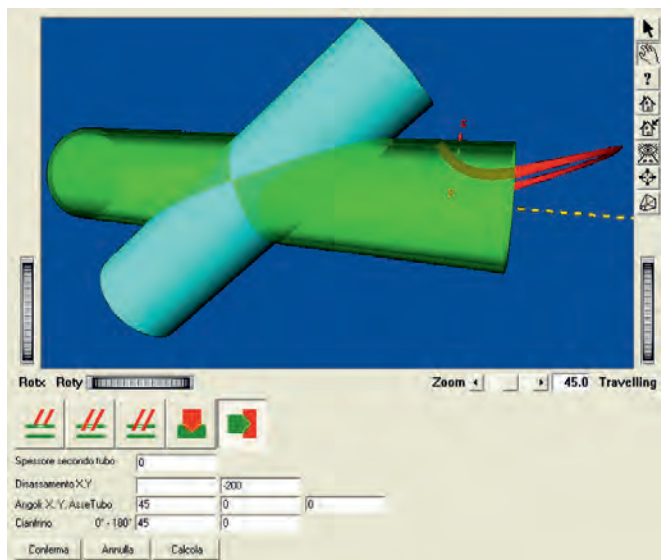 ?
Rotx Roty Zoom 45.0 Travelling
Spessore secondo tubo 0
Disassamento X,Y -200
Angoli X, Y, AsseTubo 45 0 0
Cianfrino 0° - 180° 45 0
Conferma Annulla Calcola